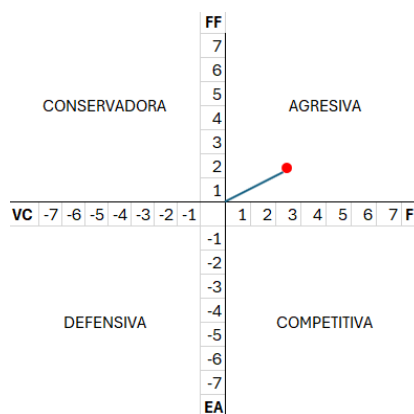 FF
7
6
5
CONSERVADORA AGRESIVA
4
3
2
1
VC -7 -6 -5 -4 -3 -2 -1 1 2 3 4 5 6 7 F
-1
-2
-3
-4
DEFENSIVA COMPETITIVA
-5
-6
-7
EA